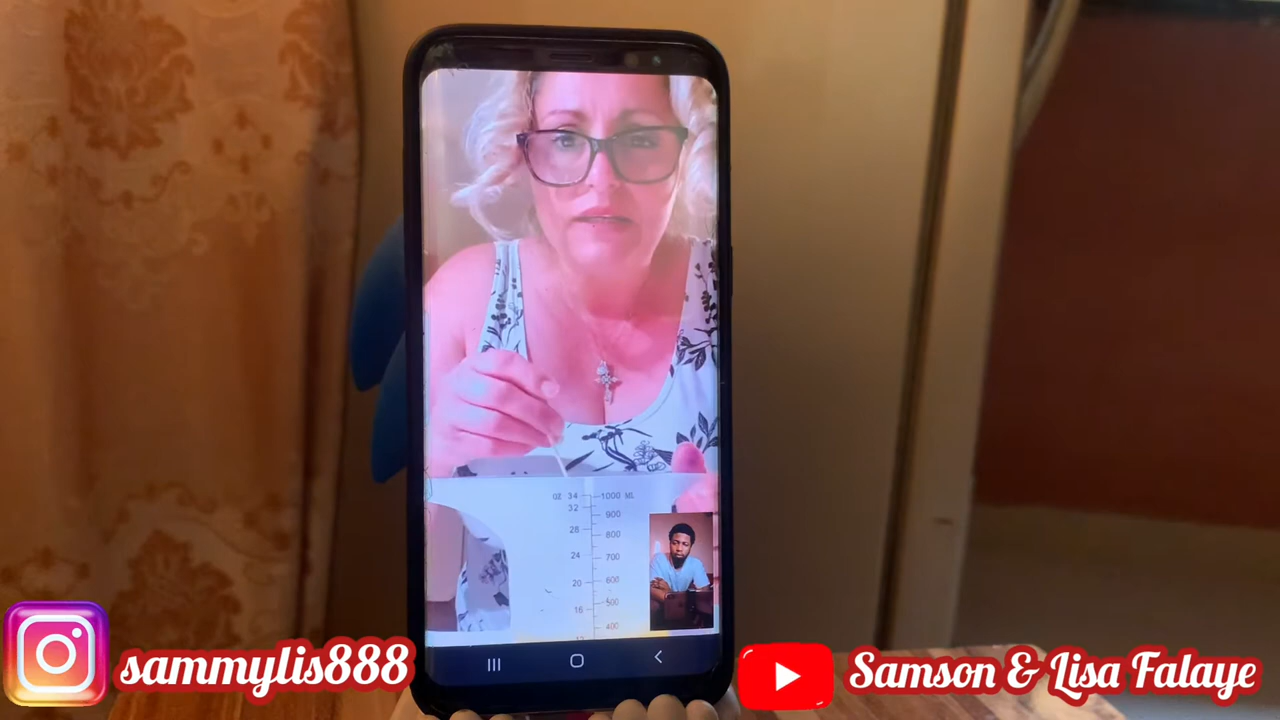 OZ 34 1000 ML
32 900
28 800
24 700
20 600
16 500
400
sammylis888
Samson & Lisa Falaye